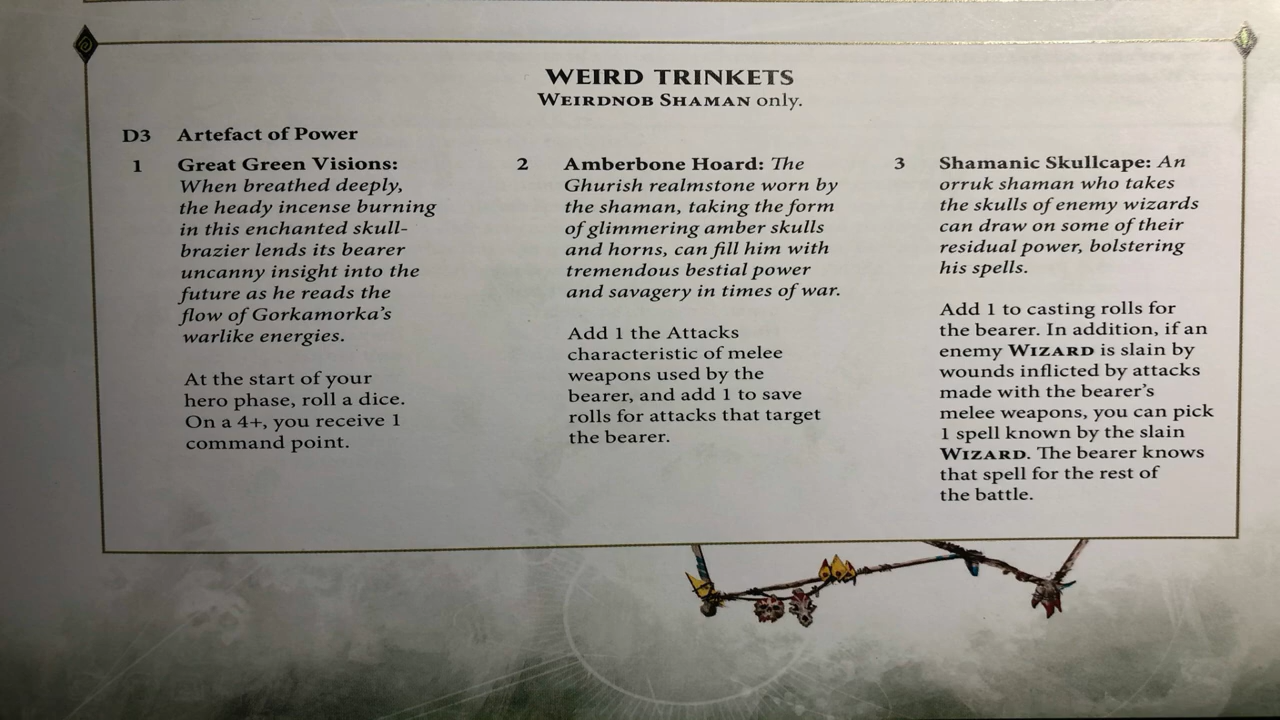 WEIRD TRINKETS
WEIRDNOB SHAMAN only.
D3 Artefact of Power
1 Great Green Visions:
When breathed deeply,
the heady incense burning
in this enchanted skull-
brazier lends its bearer
uncanny insight into the
future as he reads the
flow of Gorkamorka's
warlike energies.
At the start of your
hero phase, roll a dice.
On a 4+, you receive 1
command point.
2 Amberbone Hoard: The
Ghurish realmstone worn by
the shaman, taking the form
of glimmering amber skulls
and horns, can fill him with
tremendous bestial power
and savagery in times of war.
Add 1 the Attacks
characteristic of melee
weapons used by the
bearer, and add 1 to save
rolls for attacks that target
the bearer.
3 Shamanic Skullcape: An
orruk shaman who takes
the skulls of enemy wizards
can draw on some of their
residual power, bolstering
his spells.
Add 1 to casting rolls for
the bearer. In addition, if an
enemy WIZARD is slain by
wounds inflicted by attacks
made with the bearer's
melee weapons, you can pick
1 spell known by the slain
WIZARD. The bearer knows
that spell for the rest of
the battle.